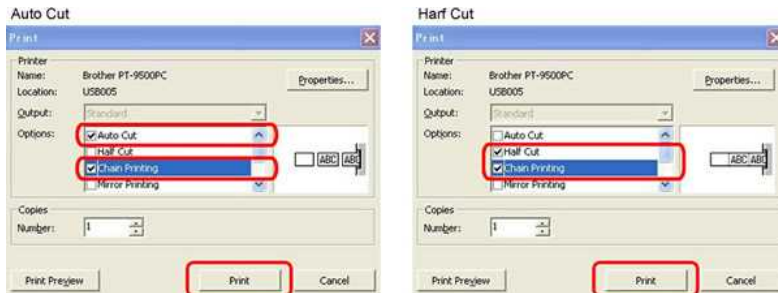 Auto Cut
Print
Printer
Name: Brother PT-9500PC
Properties...
Location: USB005
Output: Standard
Options: Auto Cut
Half Cut
Chain Printing
Mirror Printing
ABC ABC
Copies
Number: 1
Print Preview Print Cancel
Harf Cut
Print
Printer
Name: Brother PT-9500PC
Properties...
Location: USB005
Output: Standard
Options: Auto Cut
Half Cut
Chain Printing
Mirror Printing
ABC ABC
Copies
Number: 1
Print Preview Print Cancel